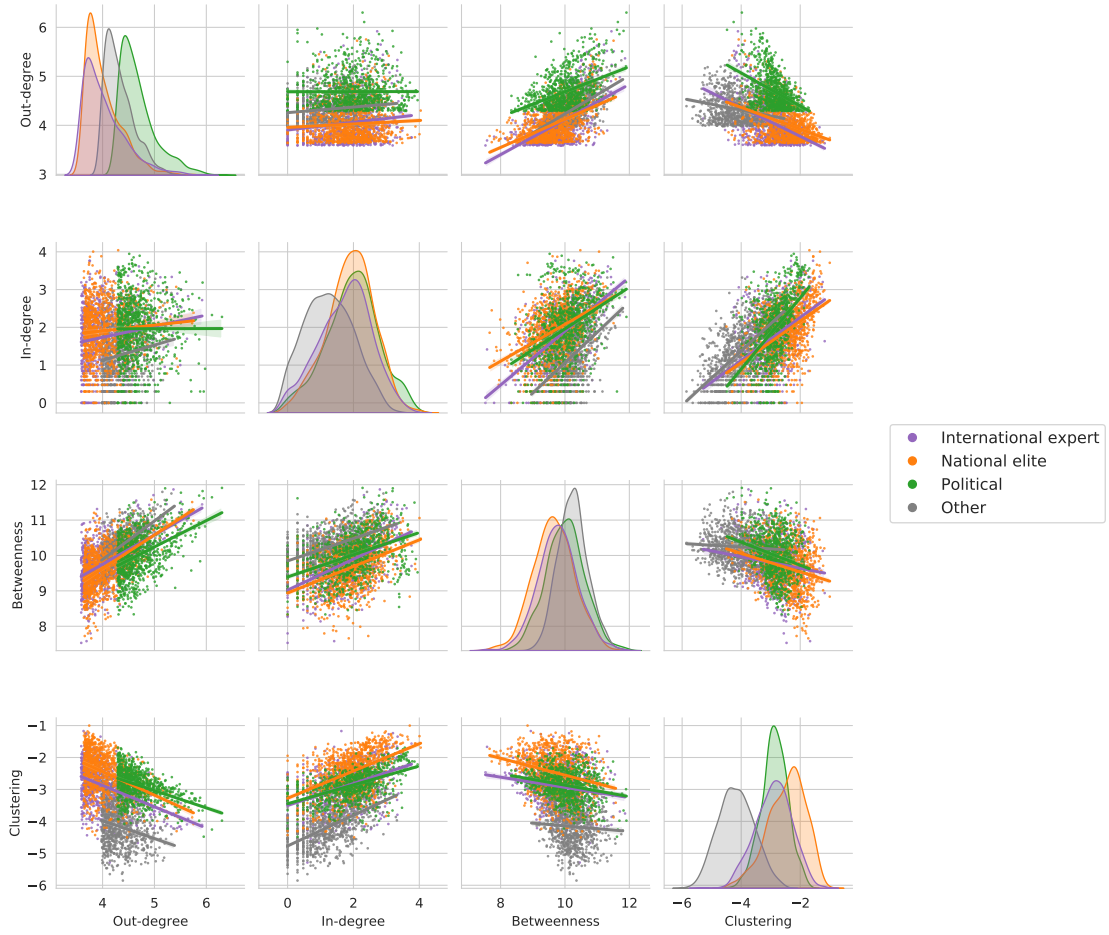 Out-degree
6
5
4
3
In-degree
4
3
2
1
0
International expert
National elite
Political
Other
Betweenness
12
11
10
9
8
Clustering
−1
−2
−3
−4
−5
−6
4 5 6
0 2 4
8 10 12
−6 −4 −2
Out-degree In-degree Betweenness Clustering